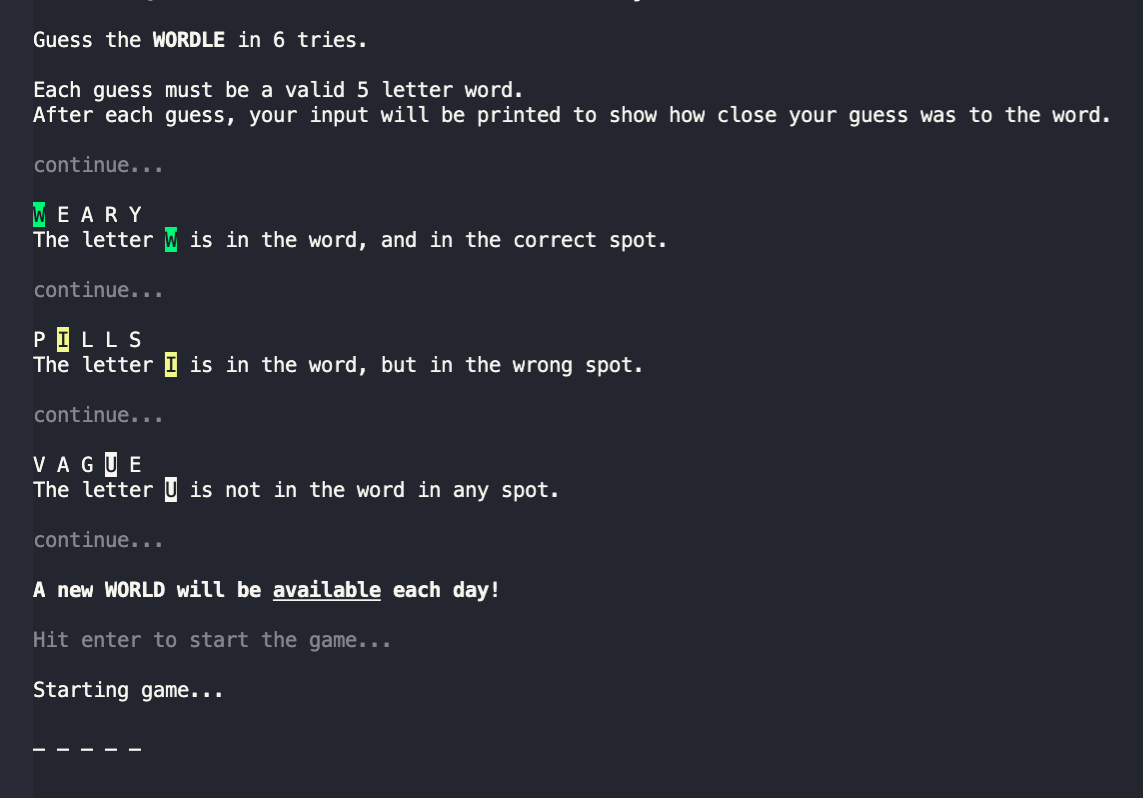 Guess the WORDLE in 6 tries.
Each guess must be a valid 5 letter word.
After each guess, your input will be printed to show how close your guess was to the word.
continue...
W E A R Y
The letter W is in the word, and in the correct spot.
continue...
P I L L S
The letter I is in the word, but in the wrong spot.
continue...
V A G U E
The letter U is not in the word in any spot.
continue...
A new WORLD will be available each day!
Hit enter to start the game...
Starting game...
_ _ _ _ _